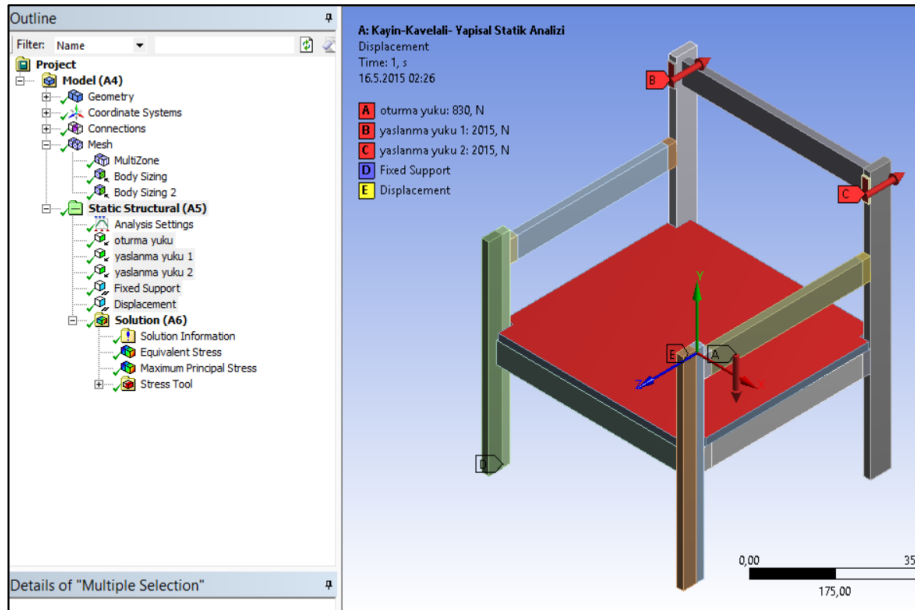 Outline
Filter: Name
Project
Model (A4)
Geometry
Coordinate Systems
Connections
Mesh
MultiZone
Body Sizing
Body Sizing 2
Static Structural (A5)
Analysis Settings
oturma yuku
yaslanma yuku 1
yaslanma yuku 2
Fixed Support
Displacement
Solution (A6)
Solution Information
Equivalent Stress
Maximum Principal Stress
Stress Tool
Details of "Multiple Selection"
A: Kayin-Kavelali- Yapisal Statik Analizi
Displacement
Time: 1, s
16.5.2015 02:26
A oturma yuku: 830, N
B yaslanma yuku 1: 2015, N
C yaslanma yuku 2: 2015, N
D Fixed Support
E Displacement
B
C
Y
E A
Z
D
0,00 35
175,00